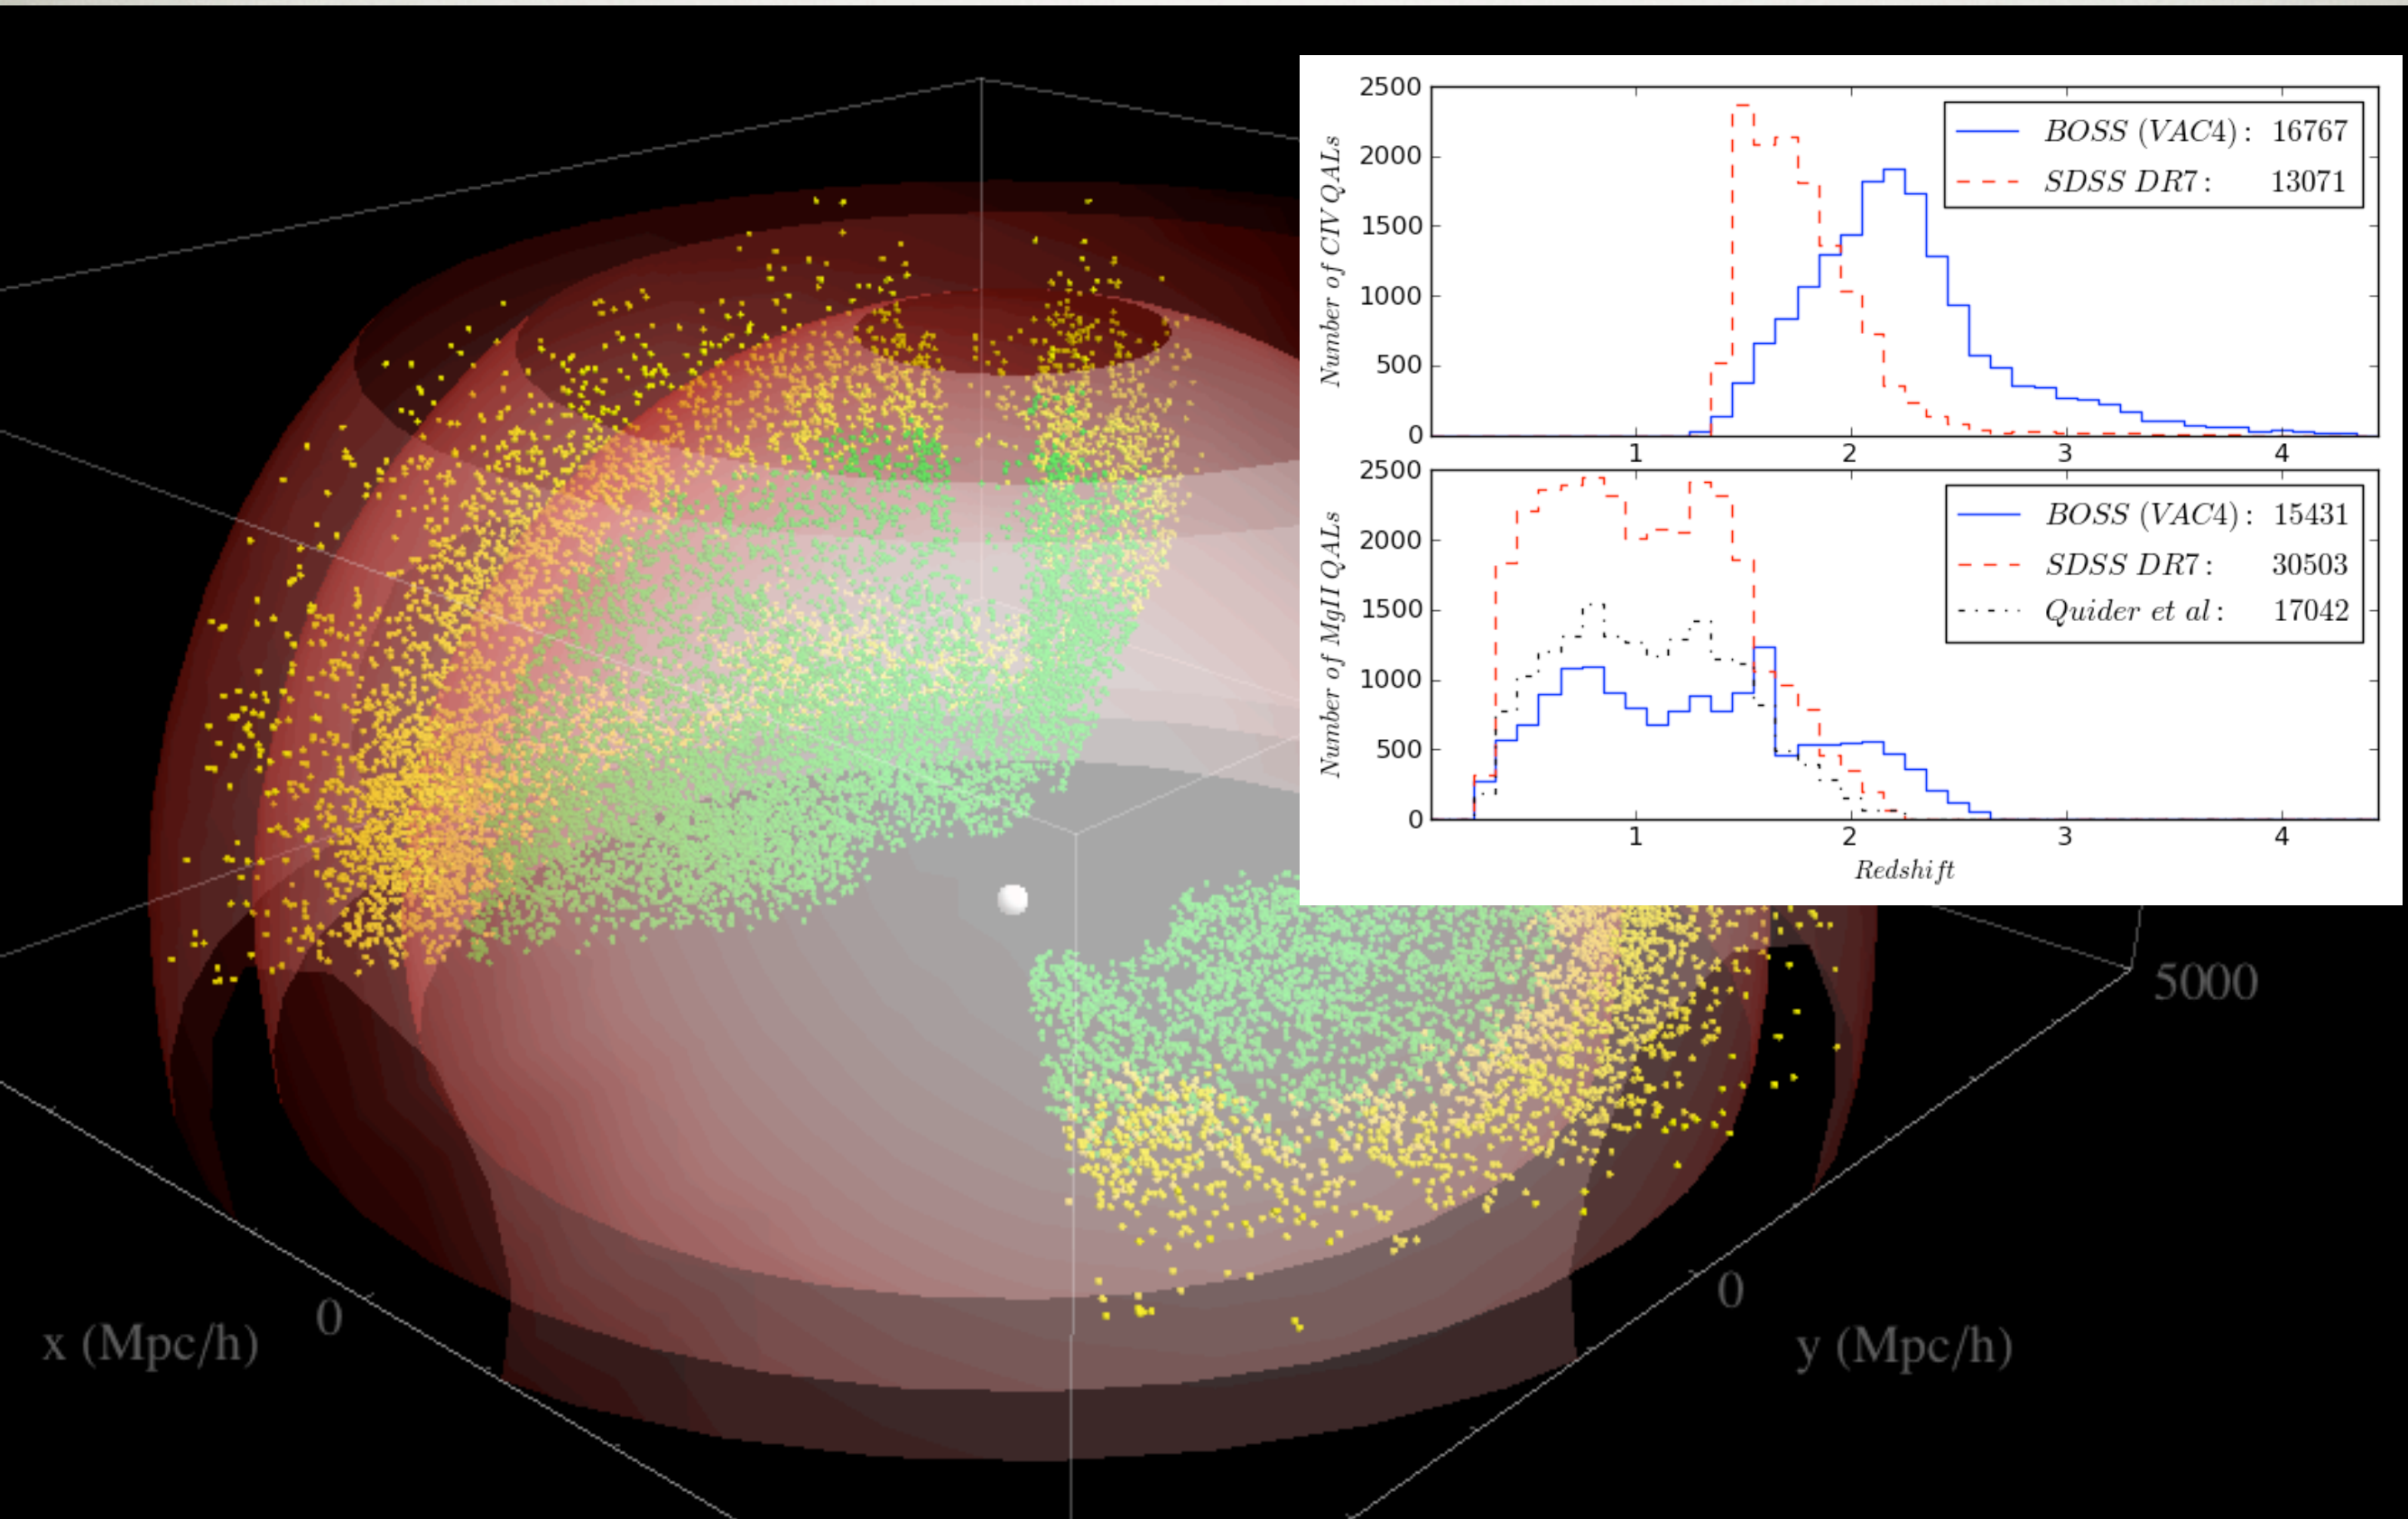 2500
2000
1500
1000
500
0
Number of CIV QALs
BOSS (VAC4): 16767
SDSS DR7: 13071
1 2 3 4
2500
2000
1500
1000
500
0
Number of MgII QALs
BOSS (VAC4): 15431
SDSS DR7: 30503
Quider et al: 17042
1 2 3 4
Redshift
5000
0
y (Mpc/h)
0
x (Mpc/h)